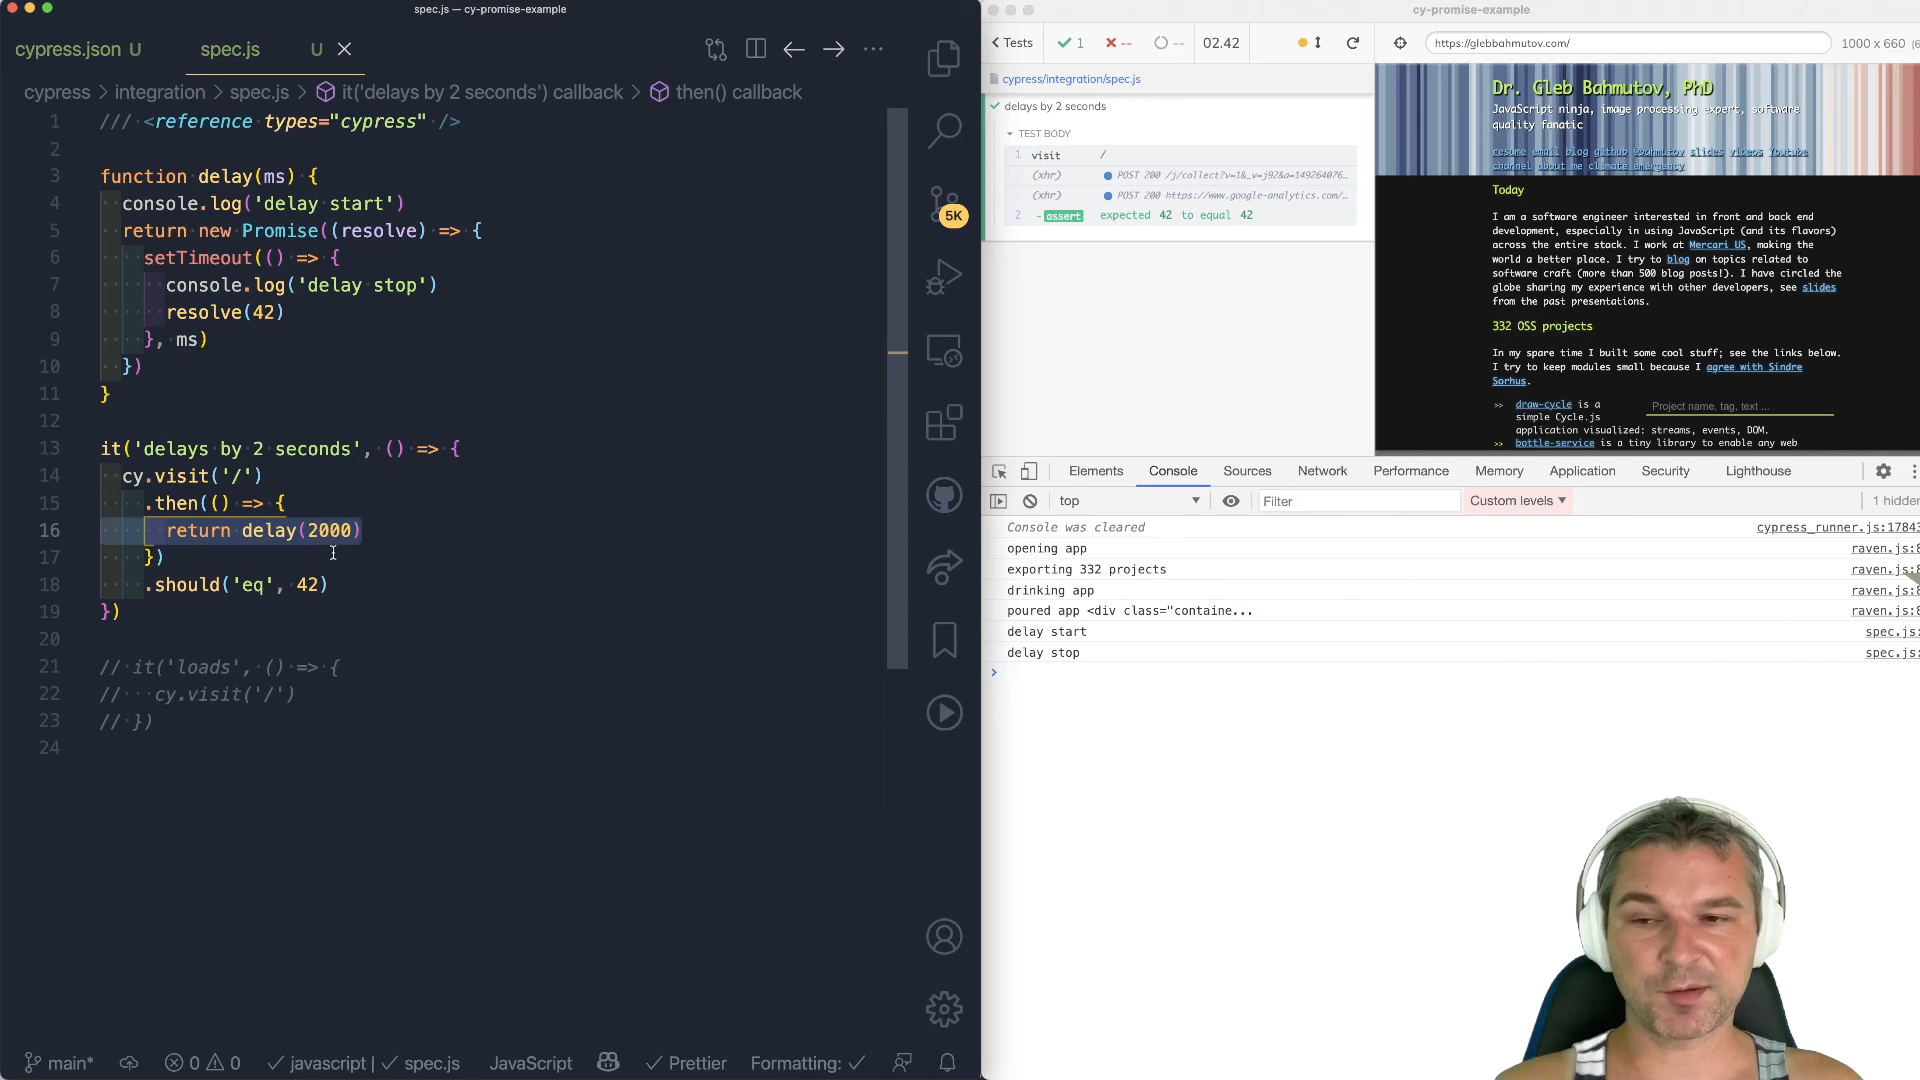 spec.js — cy-promise-example
cypress.json U
spec.js U
cypress > integration > spec.js > it('delays by 2 seconds') callback > then() callback
1 /// <reference types="cypress" />
2
3 function delay(ms) {
4 console.log('delay start')
5 return new Promise((resolve) => {
6 setTimeout(() => {
7 console.log('delay stop')
8 resolve(42)
9 }, ms)
10 })
11 }
12
13 it('delays by 2 seconds', () => {
14 cy.visit('/')
15 .then(() => {
16 return delay(2000)
17 })
18 .should('eq', 42)
19 })
20
21 // it('loads', () => {
22 // cy.visit('/')
23 // })
24
5K
main* 0 0 javascript | spec.js JavaScript Prettier Formatting:
cy-promise-example
< Tests 1 -- -- 02.42
https://glebbahmutov.com/
1000 x 660 (6
cypress/integration/spec.js
delays by 2 seconds
TEST BODY
1 visit /
(xhr) POST 200 /j/collect?v=1&_v=j92&a=149264076...
(xhr) POST 200 https://www.google-analytics.com/...
2 -assert expected 42 to equal 42
Dr. Gleb Bahmutov, PhD
JavaScript ninja, image processing expert, software
quality fanatic
resume email blog github @bahmutov slides videos Youtube
channel about me climate emergency
Today
I am a software engineer interested in front and back end
development, especially in using JavaScript (and its flavors)
across the entire stack. I work at Mercari US, making the
world a better place. I try to blog on topics related to
software craft (more than 500 blog posts!). I have circled the
globe sharing my experience with other developers, see slides
from the past presentations.
332 OSS projects
In my spare time I built some cool stuff; see the links below.
I try to keep modules small because I agree with Sindre
Sorhus.
>> draw-cycle is a
simple Cycle.js
application visualized: streams, events, DOM.
Project name, tag, text ...
>> bottle-service is a tiny library to enable any web
Elements Console Sources Network Performance Memory Application Security Lighthouse
top Filter Custom levels 1 hidden
Console was cleared cypress_runner.js:17843
opening app raven.js:8
exporting 332 projects raven.js:8
drinking app raven.js:8
poured app <div class="containe... raven.js:8
delay start spec.js:
delay stop spec.js:
>